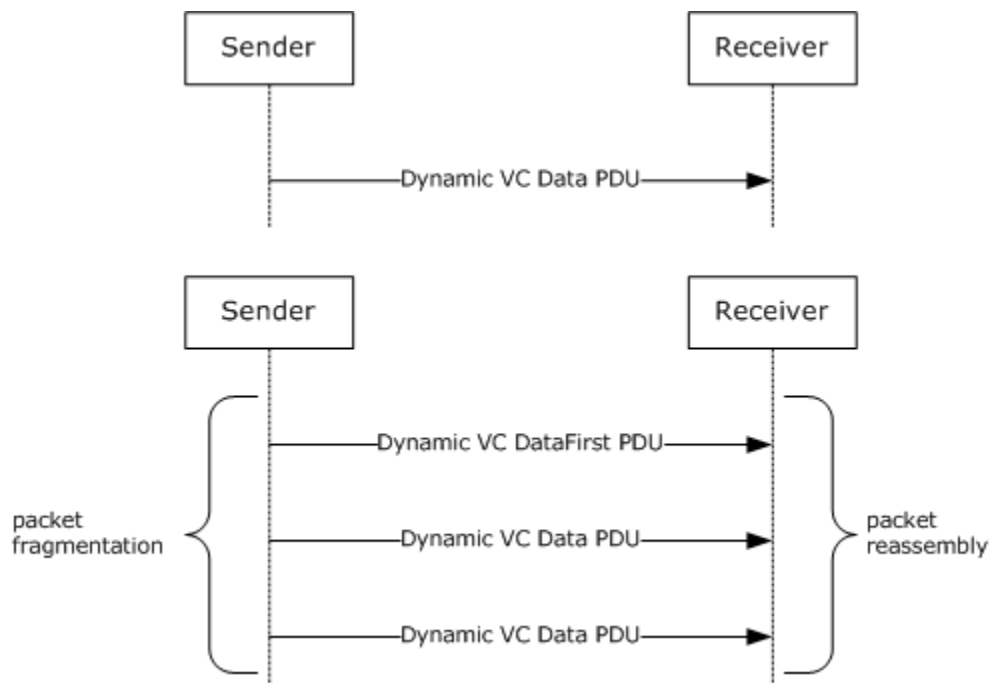 Sender
Receiver
Dynamic VC Data PDU
Sender
Receiver
Dynamic VC DataFirst PDU
packet
fragmentation
Dynamic VC Data PDU
packet
reassembly
Dynamic VC Data PDU